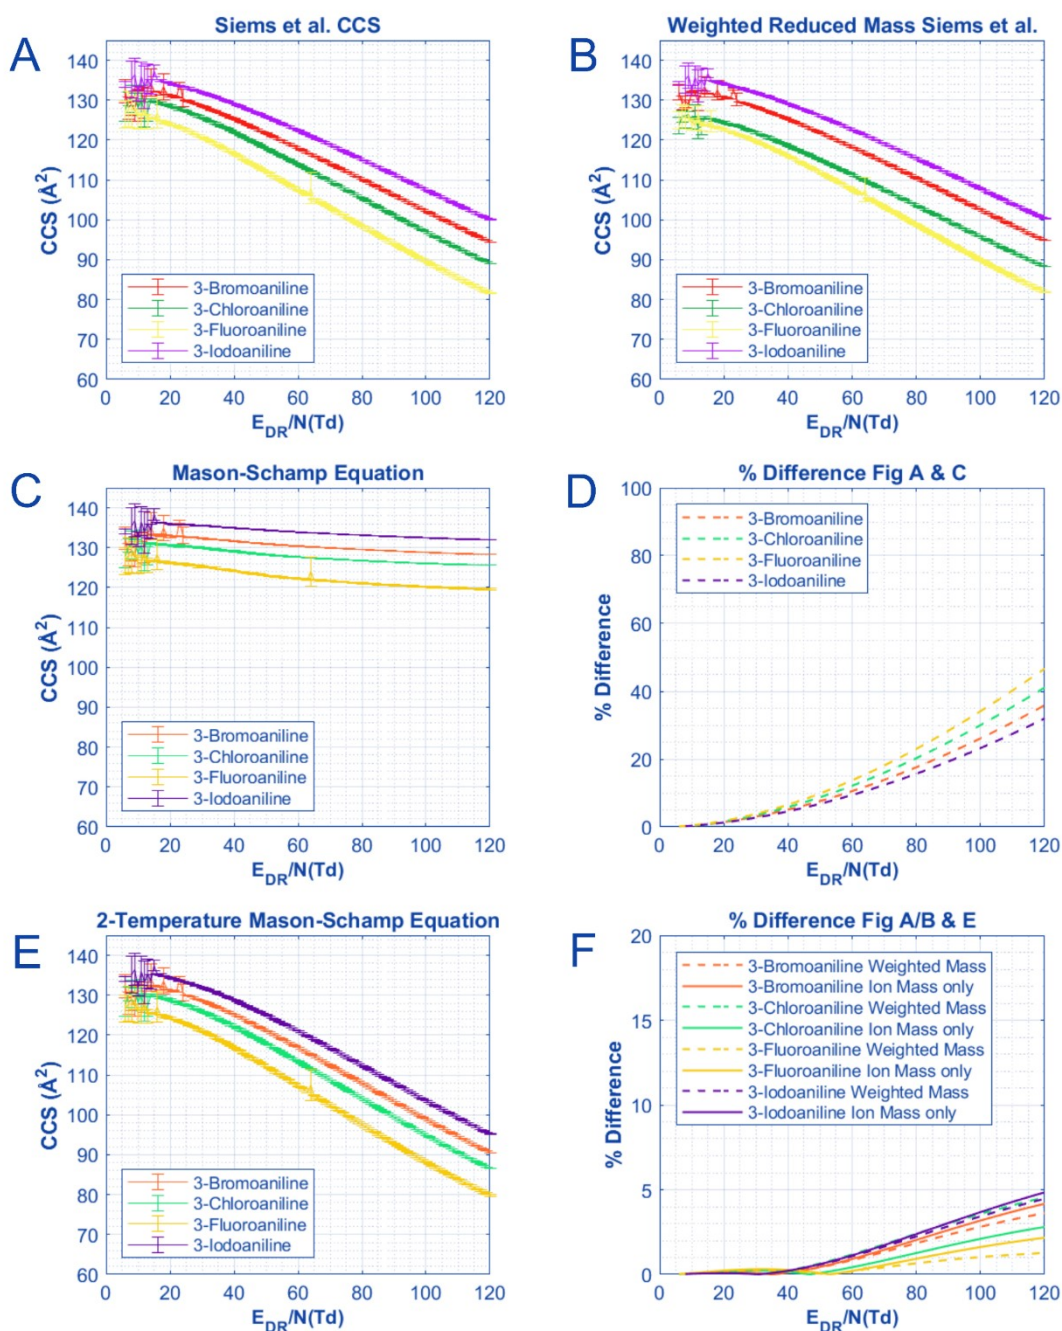 A
Siems et al. CCS
CCS (Å²)
140
130
120
110
100
90
80
70
60
3-Bromoaniline
3-Chloroaniline
3-Fluoroaniline
3-Iodoaniline
0 20 40 60 80 100 120
E_DR/N(Td)
B
Weighted Reduced Mass Siems et al.
CCS (Å²)
140
130
120
110
100
90
80
70
60
3-Bromoaniline
3-Chloroaniline
3-Fluoroaniline
3-Iodoaniline
0 20 40 60 80 100 120
E_DR/N(Td)
C
Mason-Schamp Equation
CCS (Å²)
140
130
120
110
100
90
80
70
60
3-Bromoaniline
3-Chloroaniline
3-Fluoroaniline
3-Iodoaniline
0 20 40 60 80 100 120
E_DR/N(Td)
D
% Difference Fig A & C
% Difference
100
80
60
40
20
0
3-Bromoaniline
3-Chloroaniline
3-Fluoroaniline
3-Iodoaniline
0 20 40 60 80 100 120
E_DR/N(Td)
E
2-Temperature Mason-Schamp Equation
CCS (Å²)
140
130
120
110
100
90
80
70
60
3-Bromoaniline
3-Chloroaniline
3-Fluoroaniline
3-Iodoaniline
0 20 40 60 80 100 120
E_DR/N(Td)
F
% Difference Fig A/B & E
% Difference
20
15
10
5
0
3-Bromoaniline Weighted Mass
3-Bromoaniline Ion Mass only
3-Chloroaniline Weighted Mass
3-Chloroaniline Ion Mass only
3-Fluoroaniline Weighted Mass
3-Fluoroaniline Ion Mass only
3-Iodoaniline Weighted Mass
3-Iodoaniline Ion Mass only
0 20 40 60 80 100 120
E_DR/N(Td)